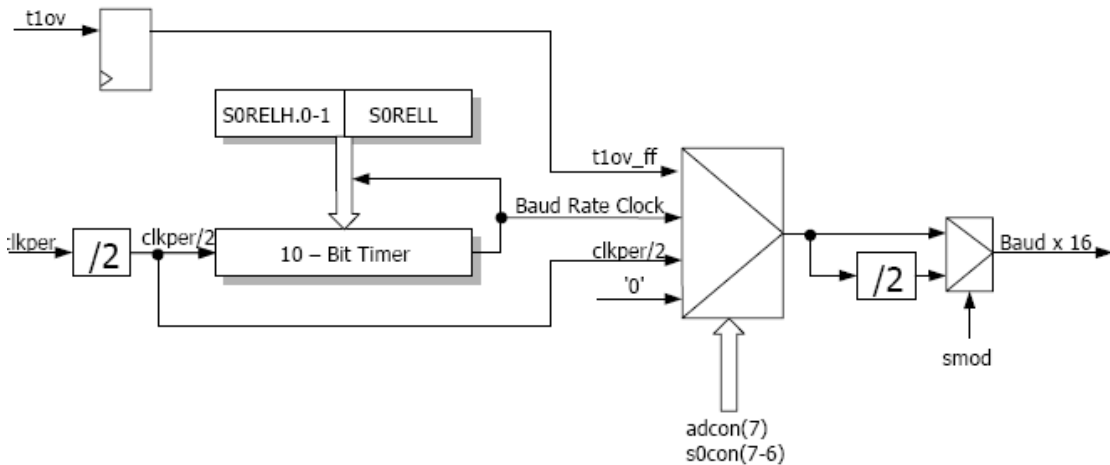 t1ov
S0RELH.0-1 S0RELL
t1ov_ff
Baud Rate Clock
clkper /2 clkper/2 10 – Bit Timer clkper/2
'0'
/2
Baud x 16
smod
adcon(7)
s0con(7-6)